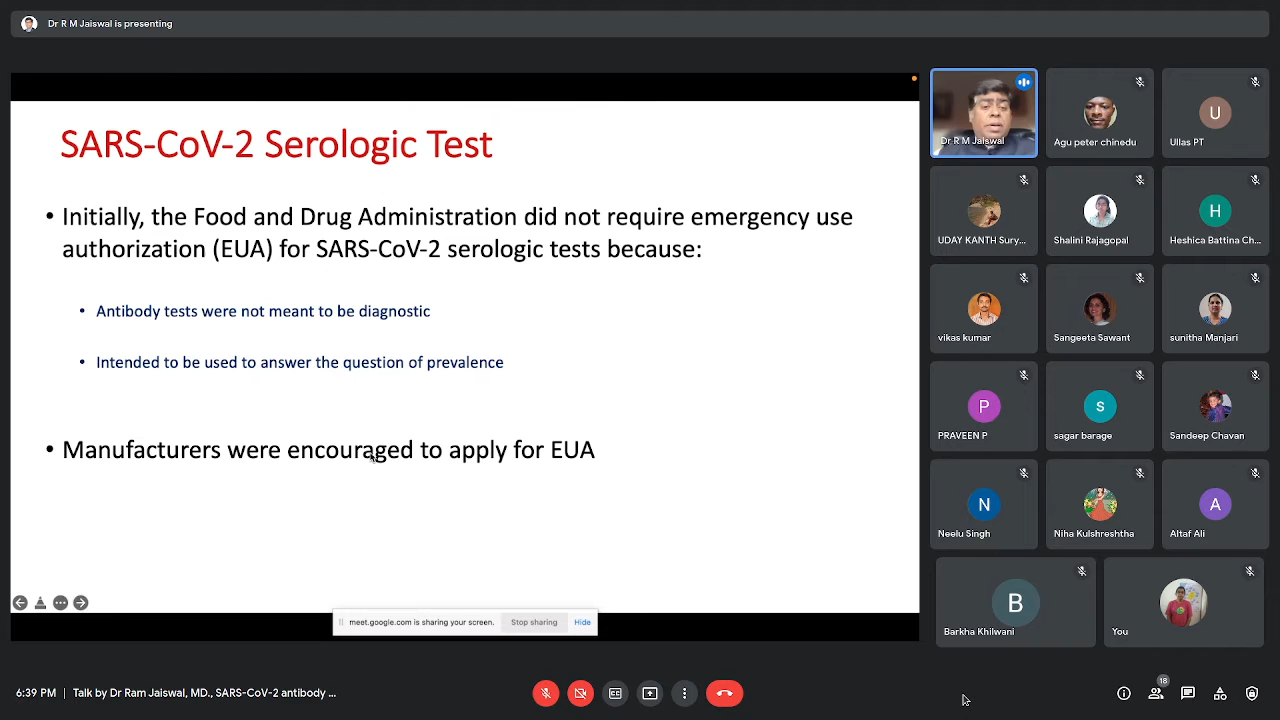 Dr R M Jaiswal is presenting
SARS-CoV-2 Serologic Test
• Initially, the Food and Drug Administration did not require emergency use
authorization (EUA) for SARS-CoV-2 serologic tests because:
• Antibody tests were not meant to be diagnostic
• Intended to be used to answer the question of prevalence
• Manufacturers were encouraged to apply for EUA
meet.google.com is sharing your screen. Stop sharing Hide
Dr R M Jaiswal
Agu peter chinedu
U
Ullas PT
UDAY KANTH Sury...
Shalini Rajagopal
H
Heshica Battina Ch...
vikas kumar
Sangeeta Sawant
sunitha Manjari
P
PRAVEEN P
s
sagar barage
Sandeep Charan
N
Neelu Singh
Niha Kulshreshtha
A
Altaf Ali
B
Barkha Khilwani
You
6:39 PM | Talk by Dr Ram Jaiswal, MD., SARS-CoV-2 antibody ...
18